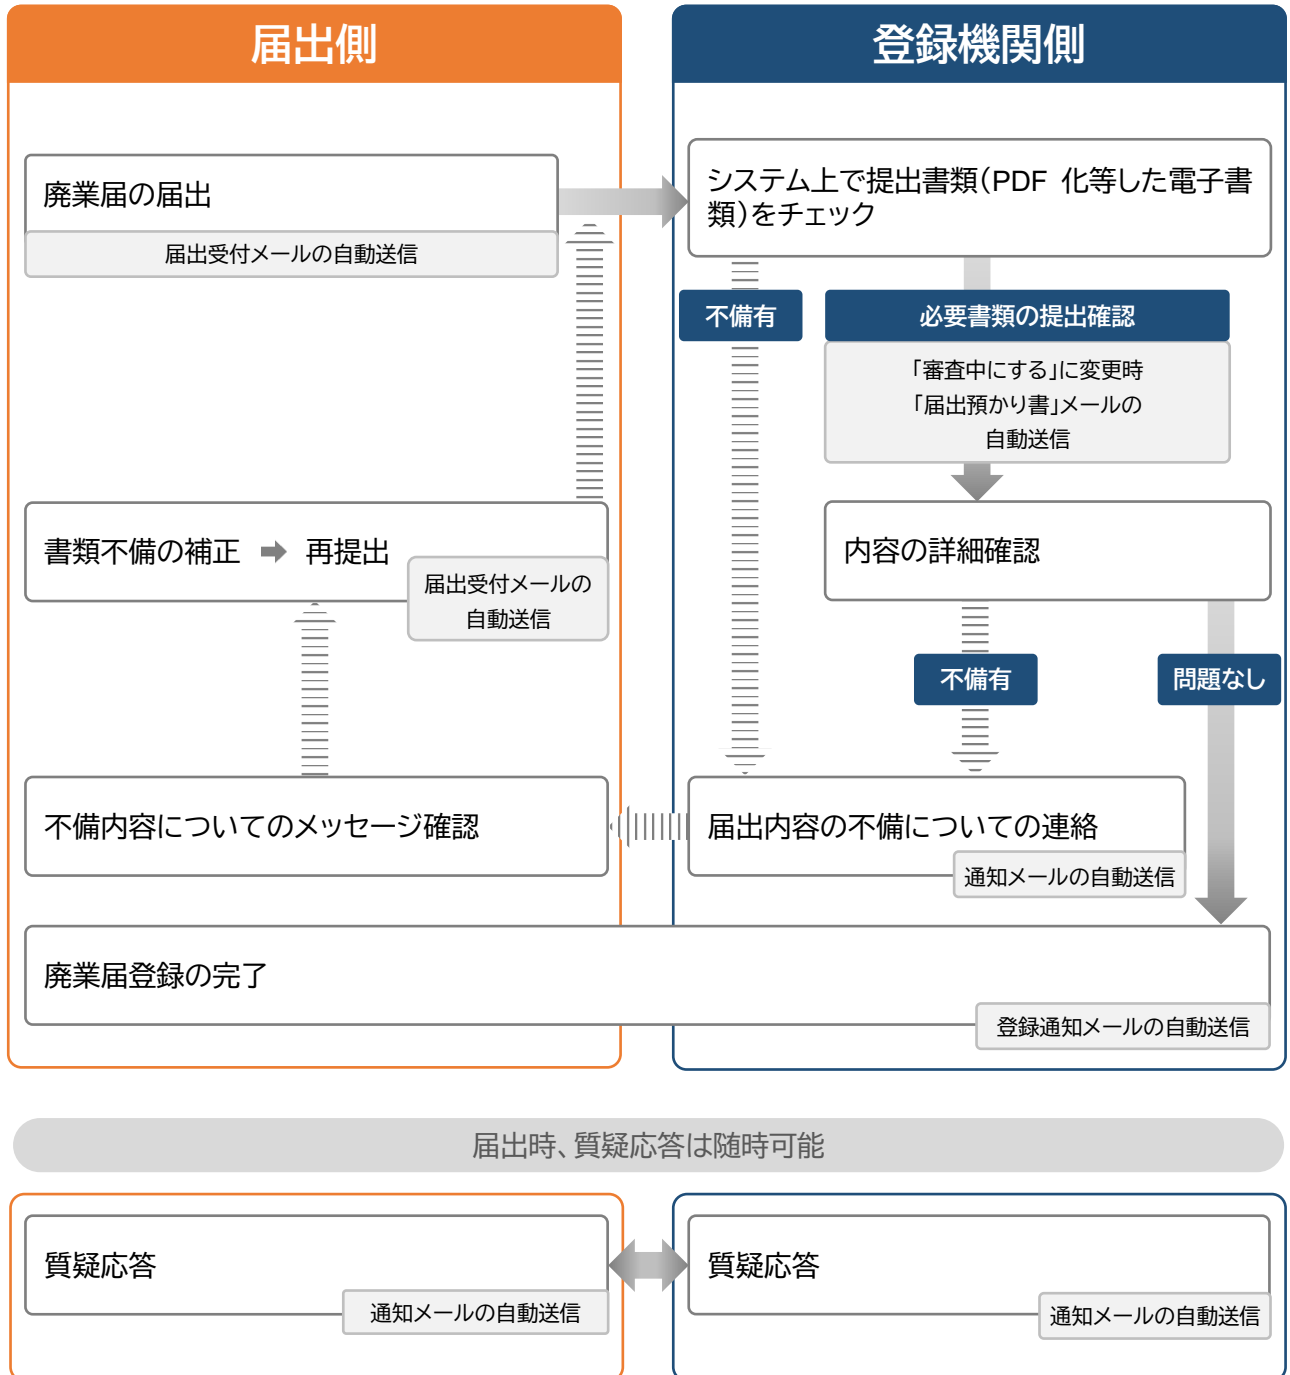 届出側
登録機関側
廃業届の届出
届出受付メールの自動送信
システム上で提出書類（PDF 化等した電子書
類）をチェック
不備有
必要書類の提出確認
「審査中にする」に変更時
「届出預かり書」メールの
自動送信
書類不備の補正 ➡ 再提出
届出受付メールの
自動送信
内容の詳細確認
不備有
問題なし
不備内容についてのメッセージ確認
届出内容の不備についての連絡
通知メールの自動送信
廃業届登録の完了
登録通知メールの自動送信
届出時、質疑応答は随時可能
質疑応答
通知メールの自動送信
質疑応答
通知メールの自動送信